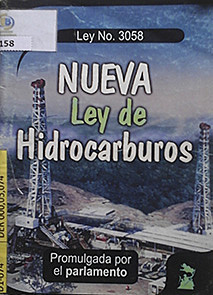 Ley No. 3058
158
NUEVA
Ley de
Hidrocarburos
Promulgada por
el parlamento